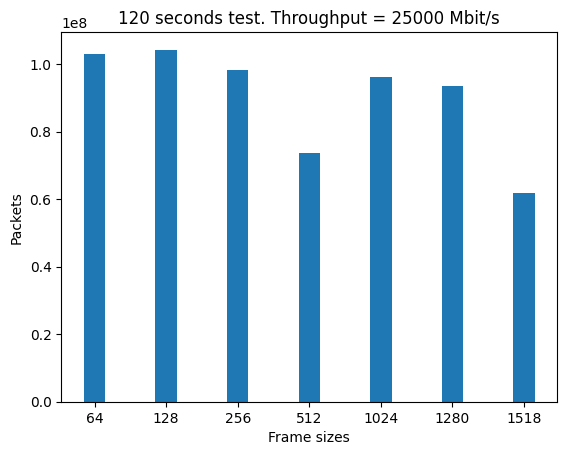 120 seconds test. Throughput = 25000 Mbit/s
1e8
1.0
0.8
0.6
0.4
0.2
0.0
Packets
64 128 256 512 1024 1280 1518
Frame sizes